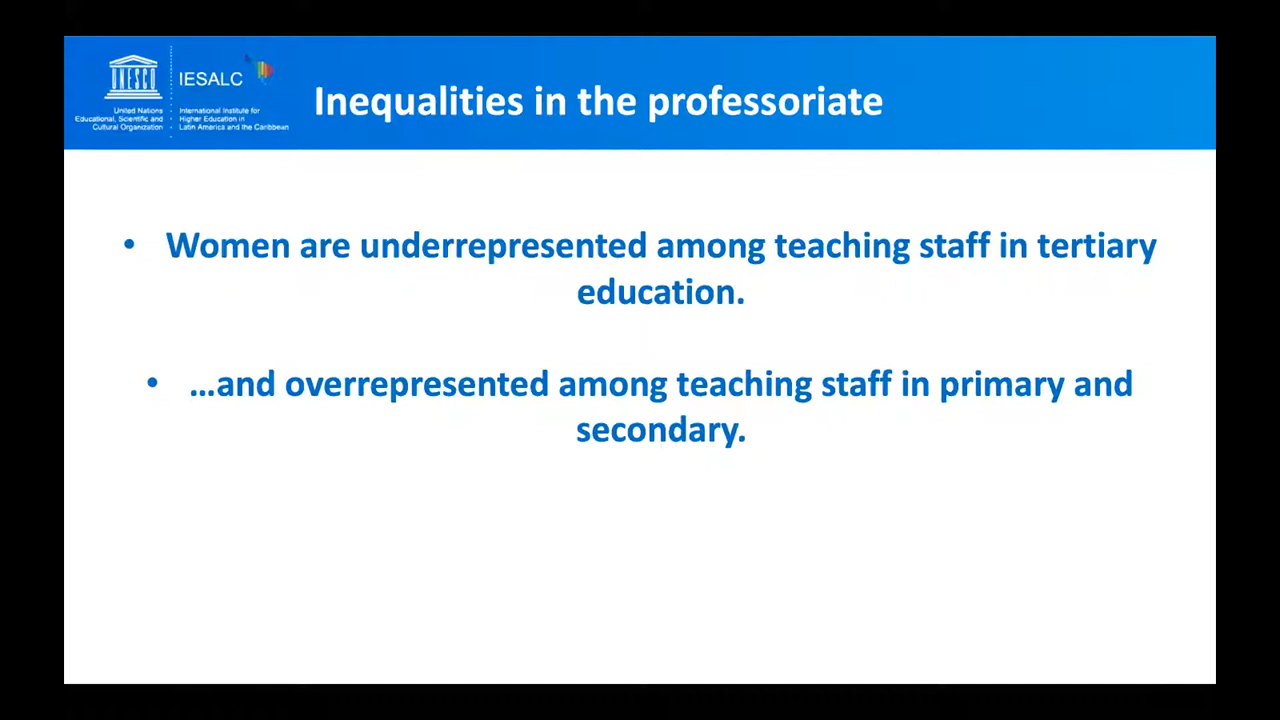 UNESCO
United Nations
Educational, Scientific and
Cultural Organization
IESALC
International Institute for
Higher Education in
Latin America and the Caribbean
Inequalities in the professoriate
• Women are underrepresented among teaching staff in tertiary
education.
• …and overrepresented among teaching staff in primary and
secondary.